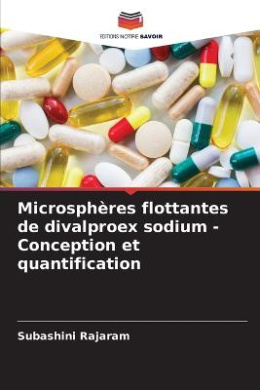 EDITIONS NOTRE SAVOIR
Microsphères flottantes
de divalproex sodium -
Conception et
quantification
Subashini Rajaram